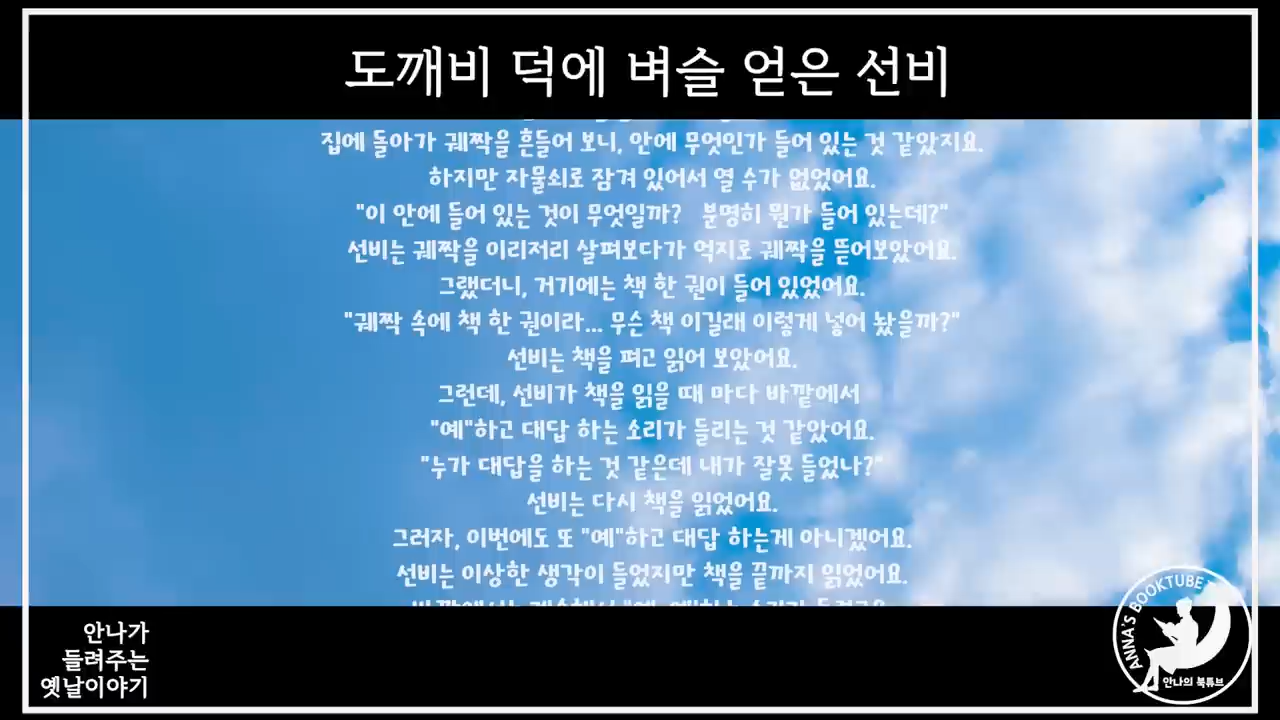 도깨비 덕에 벼슬 얻은 선비
집에 돌아가 궤짝을 흔들어 보니, 안에 무엇인가 들어 있는 것 같았지요.
하지만 자물쇠로 잠겨 있어서 열 수가 없었어요.
"이 안에 들어 있는 것이 무엇일까? 분명히 뭔가 들어 있는데?"
선비는 궤짝을 이리저리 살펴보다가 억지로 궤짝을 뜯어보았어요.
그랬더니, 거기에는 책 한 권이 들어 있었어요.
"궤짝 속에 책 한 권이라... 무슨 책 이길래 이렇게 넣어 놨을까?"
선비는 책을 펴고 읽어 보았어요.
그런데, 선비가 책을 읽을 때 마다 바깥에서
"예"하고 대답 하는 소리가 들리는 것 같았어요.
"누가 대답을 하는 것 같은데 내가 잘못 들었나?"
선비는 다시 책을 읽었어요.
그러자, 이번에도 또 "예"하고 대답 하는게 아니겠어요.
선비는 이상한 생각이 들었지만 책을 끝까지 읽었어요.
안나가
들려주는
옛날이야기
ANNA'S BOOKTUBE
안나의 북튜브